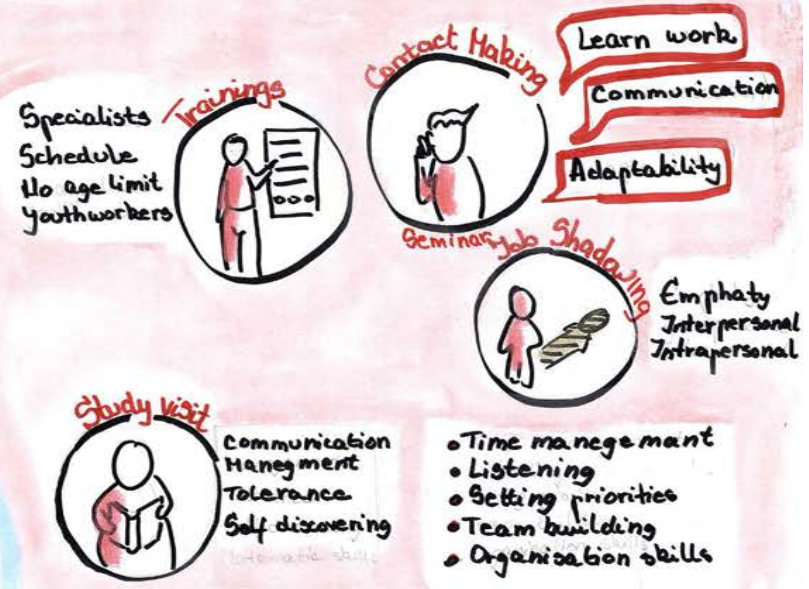 Trainings
Specialists
Schedule
No age limit
Youthworkers
Contact Making
Seminar
Learn work
Communication
Adaptability
Job Shadowing
Emphaty
Interpersonal
Intrapersonal
Study visit
Communication
Manegment
Tolerance
Self discovering
• Time manegemant
• Listening
• Setting priorities
• Team building
• Organisation skills